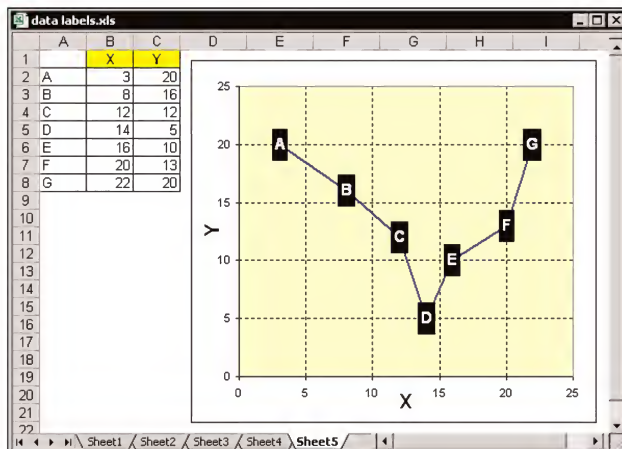 data labels.xls
A B C D E F G H I
1 X Y
2 A 3 20
3 B 8 16
4 C 12 12
5 D 14 5
6 E 16 10
7 F 20 13
8 G 22 20
9
10
11
12
13
14
15
16
17
18
19
20
21
22
25
20
15
10
5
0
Y
A
G
B
F
C
E
D
0 5 10 15 20 25
X
Sheet1 Sheet2 Sheet3 Sheet4 Sheet5